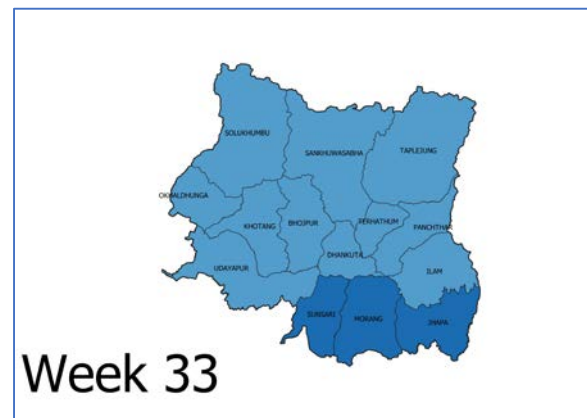 SOLUKHUMBU
SANKHUWASABHA
TAPLEJUNG
OKHALDHUNGA
KHOTANG
BHOJPUR
TERHATHUM
PANCHTHAR
DHANKUTA
UDAYAPUR
ILAM
SUNSARI
MORANG
JHAPA
Week 33